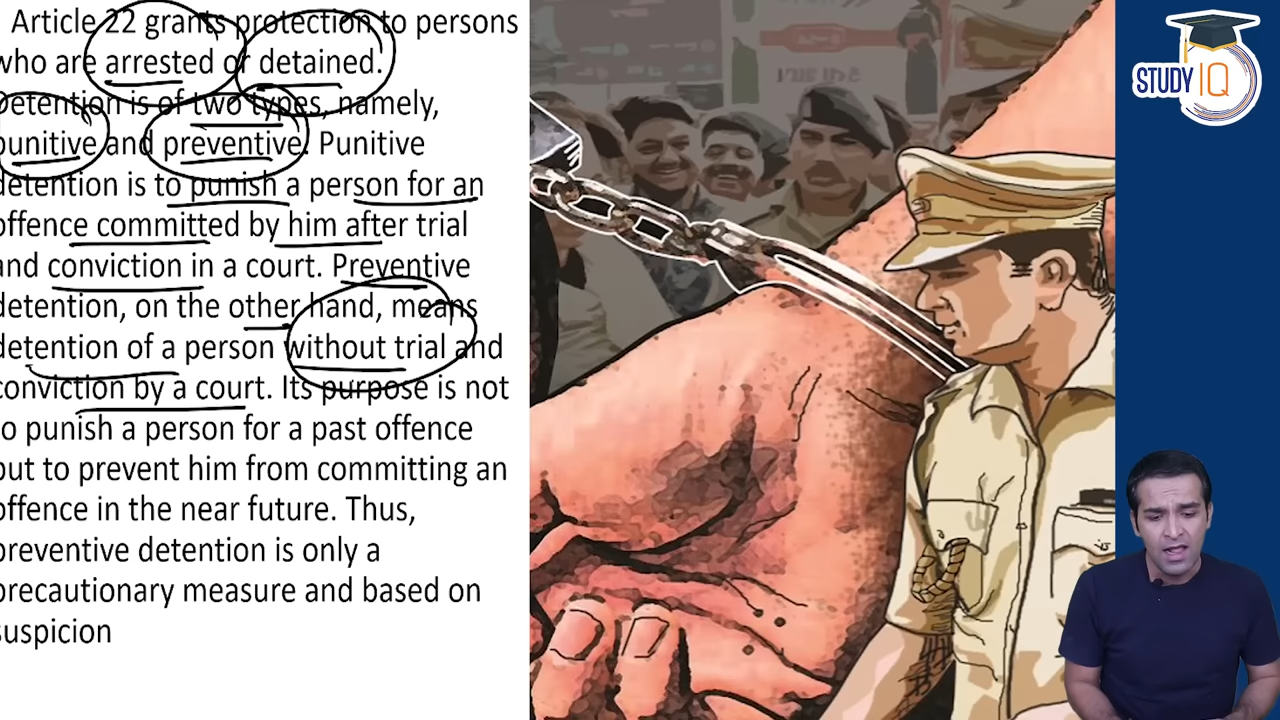 Article 22 grants protection to persons
who are arrested or detained.
Detention is of two types, namely,
punitive and preventive. Punitive
detention is to punish a person for an
offence committed by him after trial
and conviction in a court. Preventive
detention, on the other hand, means
detention of a person without trial and
conviction by a court. Its purpose is not
to punish a person for a past offence
but to prevent him from committing an
offence in the near future. Thus,
preventive detention is only a
precautionary measure and based on
suspicion
STUDY IQ